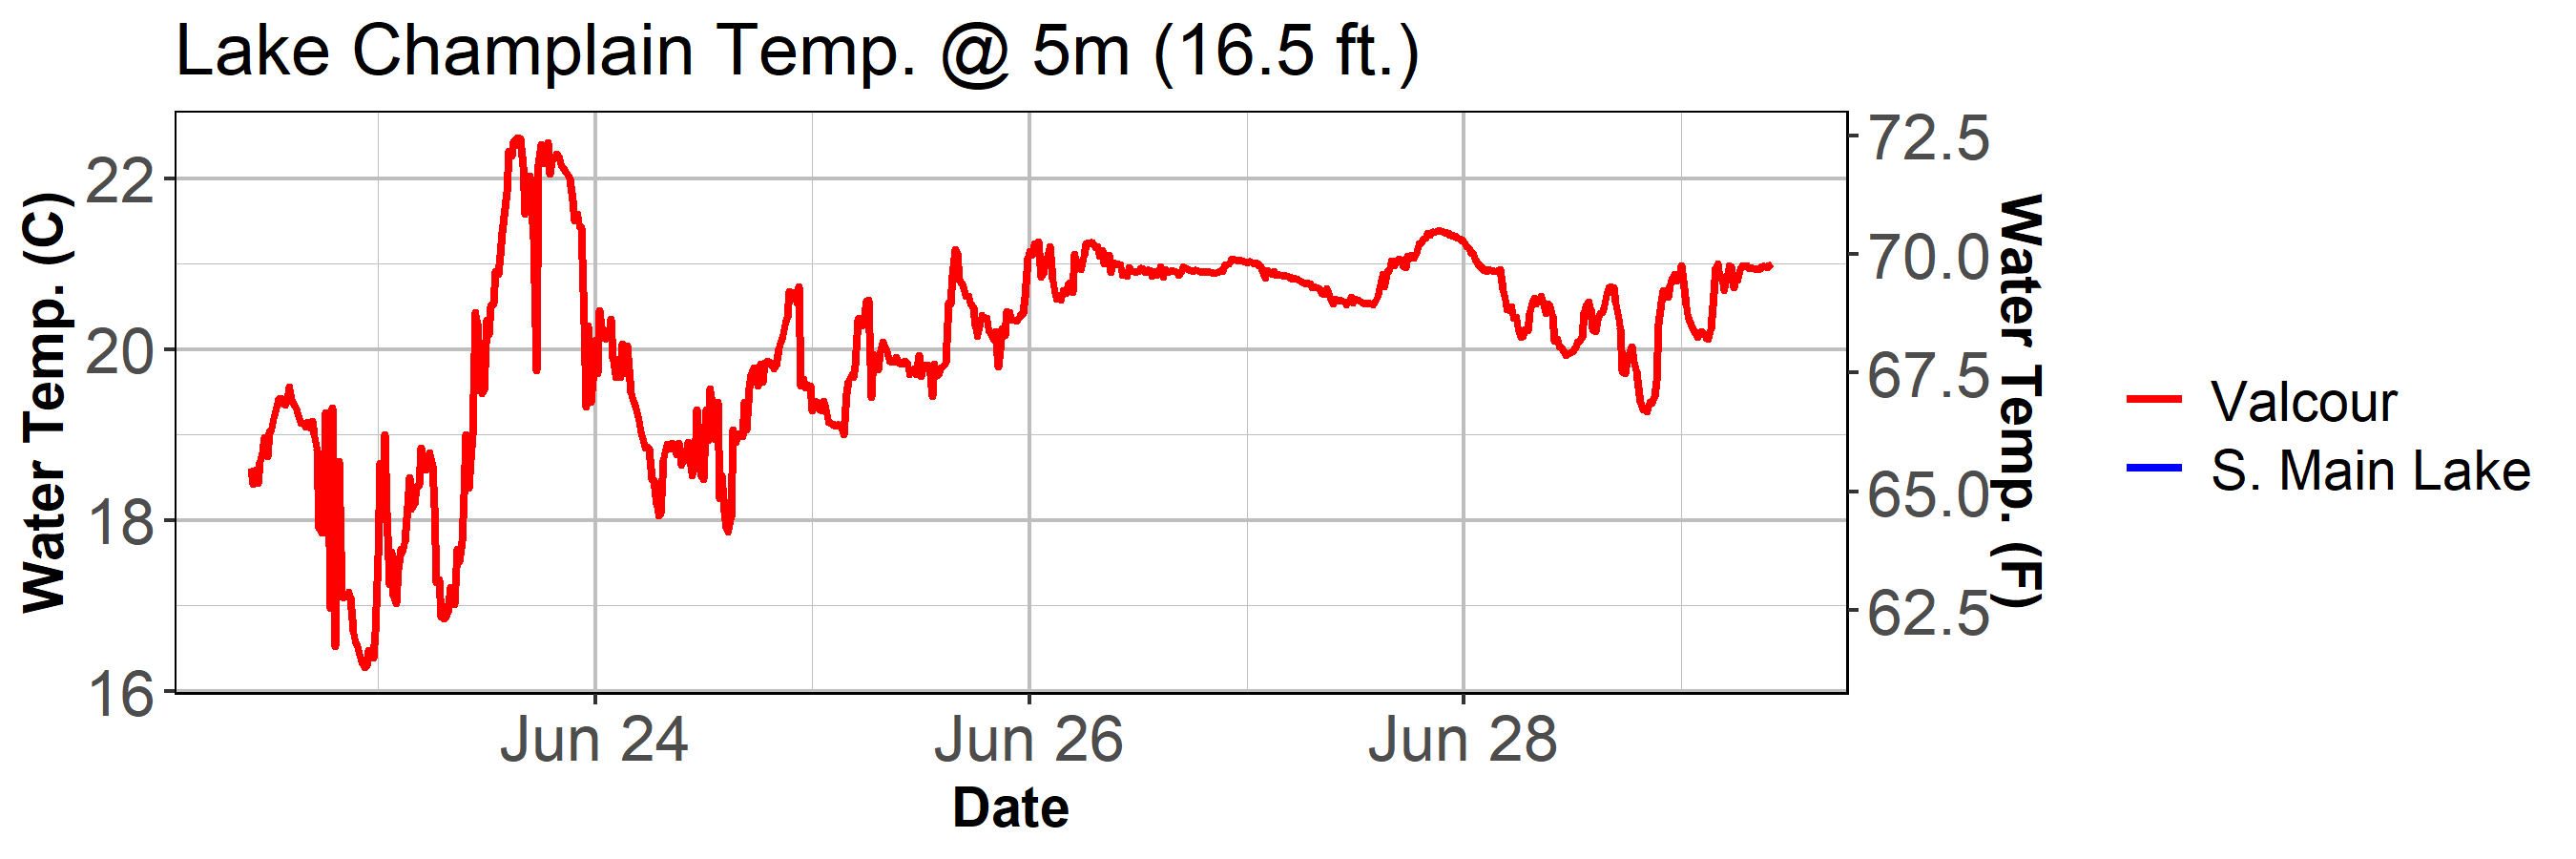 Lake Champlain Temp. @ 5m (16.5 ft.)
Water Temp. (C)
22
20
18
16
72.5
70.0
67.5
65.0
62.5
Water Temp. (F)
Jun 24
Jun 26
Jun 28
Date
Valcour
S. Main Lake